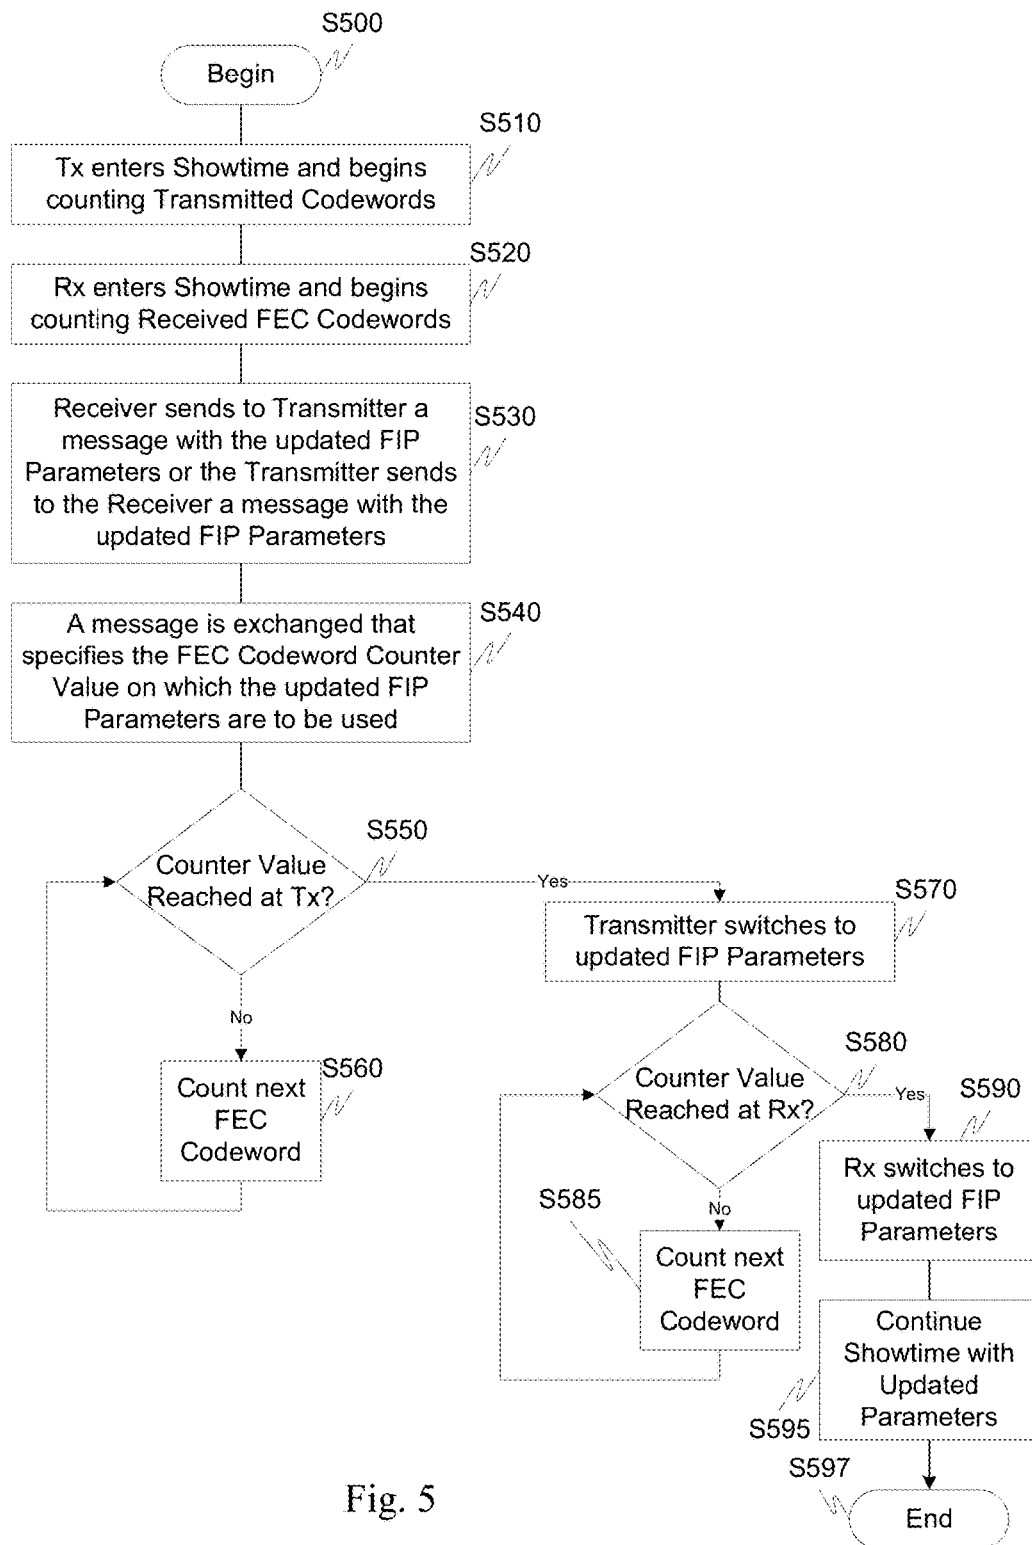 S500
Begin
S510
Tx enters Showtime and begins
counting Transmitted Codewords
S520
Rx enters Showtime and begins
counting Received FEC Codewords
S530
Receiver sends to Transmitter a
message with the updated FIP
Parameters or the Transmitter sends
to the Receiver a message with the
updated FIP Parameters
S540
A message is exchanged that
specifies the FEC Codeword Counter
Value on which the updated FIP
Parameters are to be used
S550
Counter Value
Reached at Tx?
No
S560
Count next
FEC
Codeword
Yes
S570
Transmitter switches to
updated FIP Parameters
S580
Counter Value
Reached at Rx?
No
S585
Count next
FEC
Codeword
Yes
S590
Rx switches to
updated FIP
Parameters
Continue
Showtime with
Updated
Parameters
S595
S597
End
Fig. 5